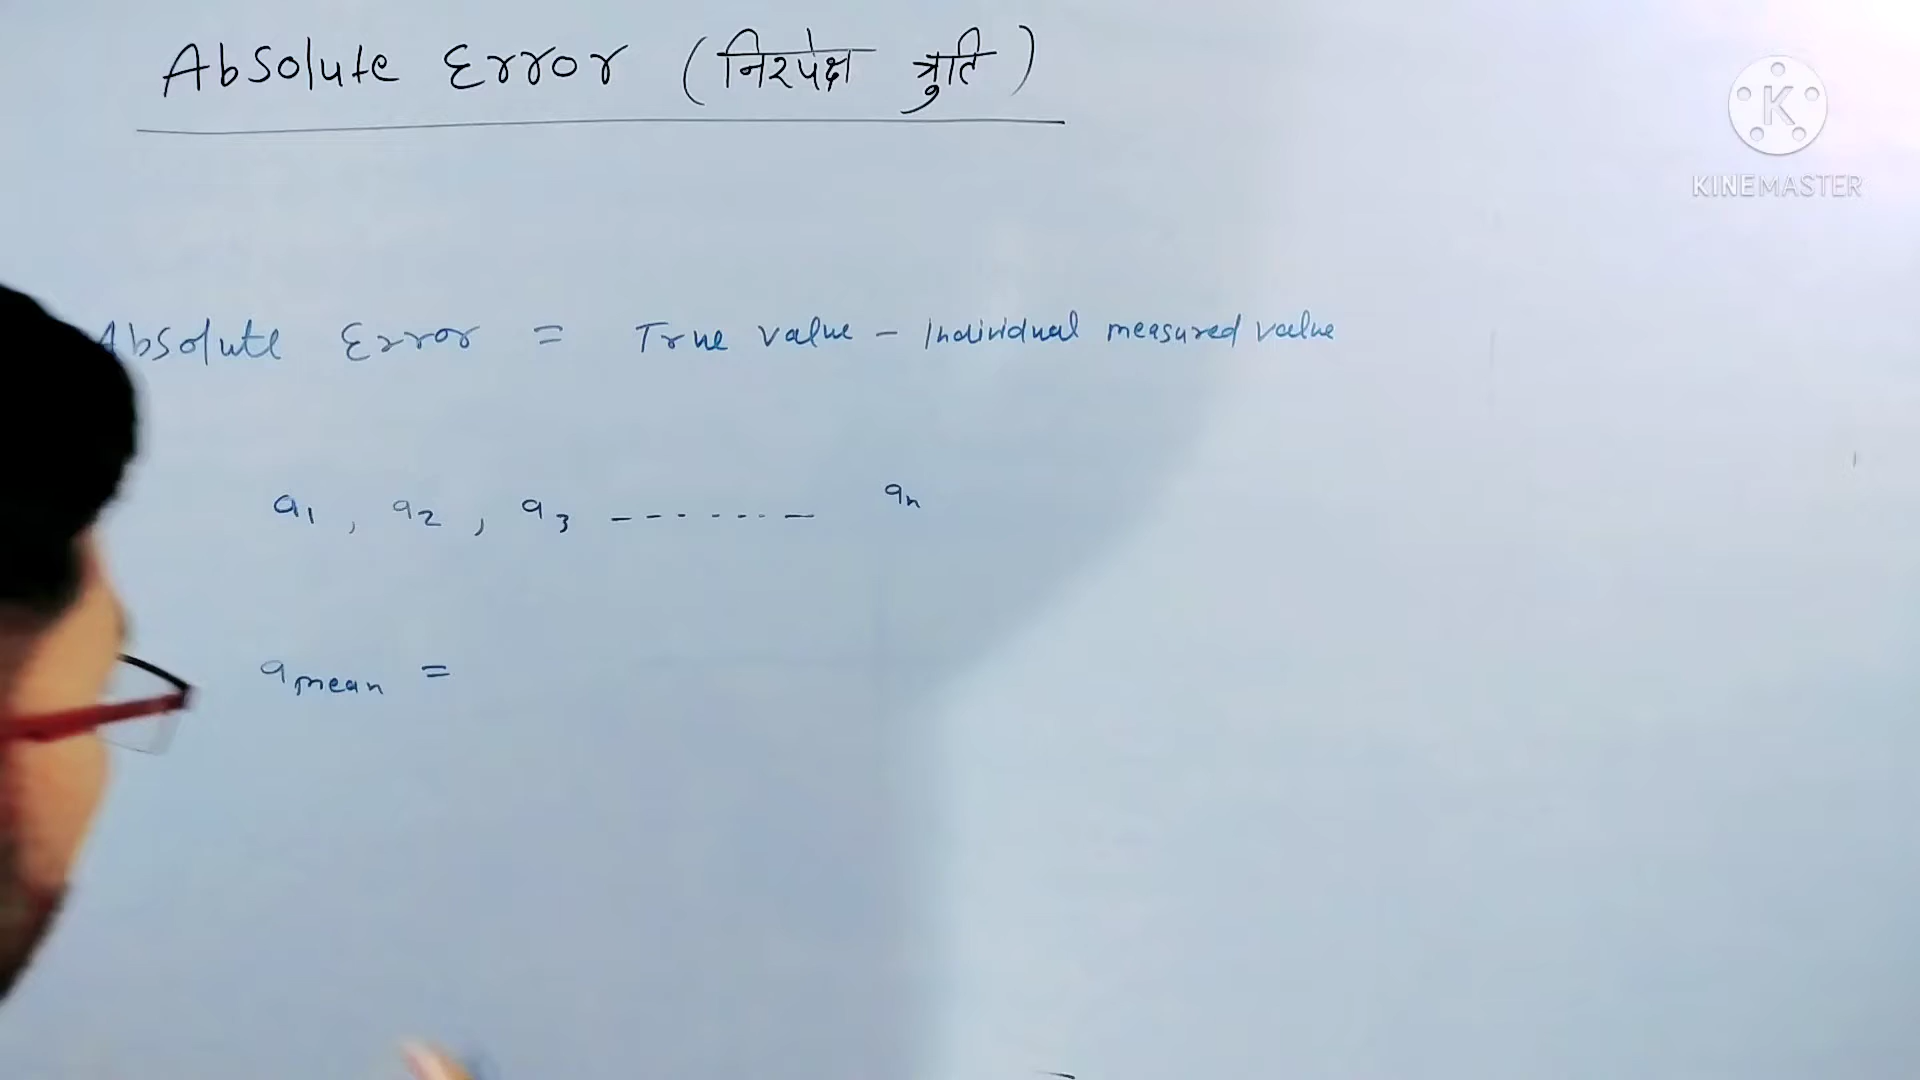 Absolute Error (निरपेक्ष त्रुति)
K
KINEMASTER
Absolute Error = True value - Individual measured value
a1 , a2 , a3 ------- an
amean =